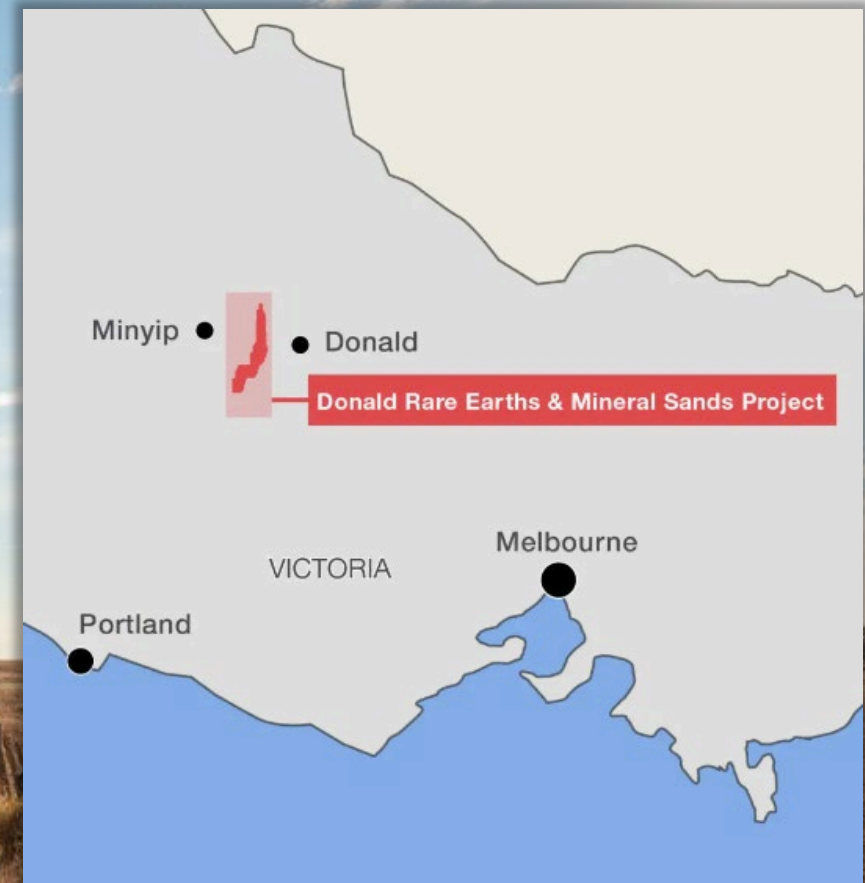 Minyip
Donald
Donald Rare Earths & Mineral Sands Project
Melbourne
VICTORIA
Portland